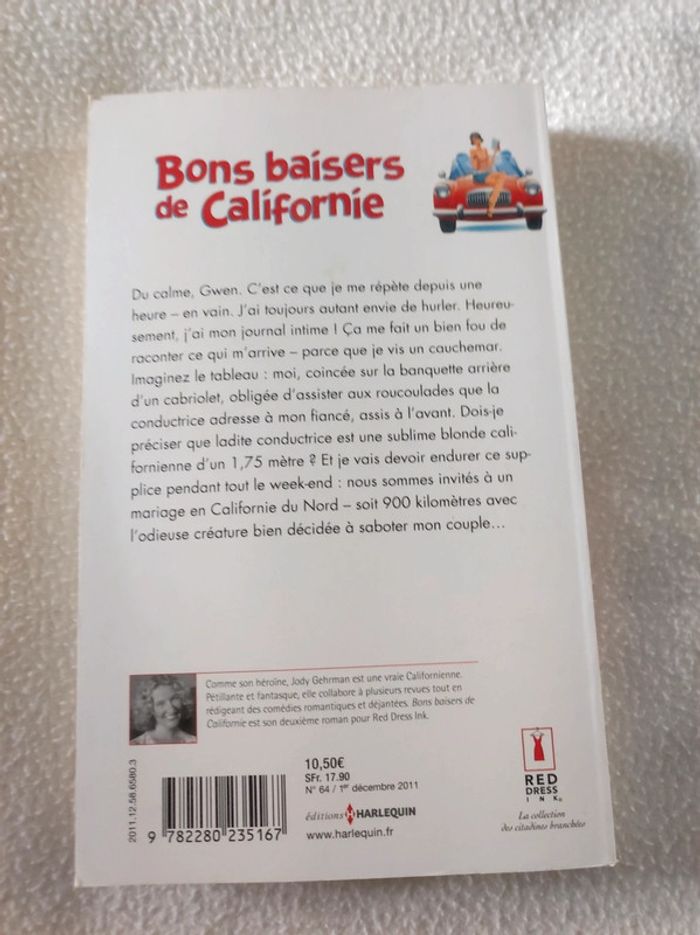 Bons baisers
de Californie
Du calme, Gwen. C'est ce que je me répète depuis une
heure – en vain. J'ai toujours autant envie de hurler. Heureu-
sement, j'ai mon journal intime ! Ça me fait un bien fou de
raconter ce qui m'arrive – parce que je vis un cauchemar.
Imaginez le tableau : moi, coincée sur la banquette arrière
d'un cabriolet, obligée d'assister aux roucoulades que la
conductrice adresse à mon fiancé, assis à l'avant. Dois-je
préciser que ladite conductrice est une sublime blonde cali-
fornienne d'un 1,75 mètre ? Et je vais devoir endurer ce sup-
plice pendant tout le week-end : nous sommes invités à un
mariage en Californie du Nord – soit 900 kilomètres avec
l'odieuse créature bien décidée à saboter mon couple...
Comme son héroïne, Jody Gehrman est une vraie Californienne.
Pétillante et fantasque, elle collabore à plusieurs revues tout en
rédigeant des comédies romantiques et déjantées. Bons baisers de
Californie est son deuxième roman pour Red Dress Ink.
2011.12.58.6580.3
9 782280 235167
10,50€
SFr. 17.90
N° 64 / 1er décembre 2011
éditions HARLEQUIN
www.harlequin.fr
RED
DRESS
INK®
La collection
des citadines branchées